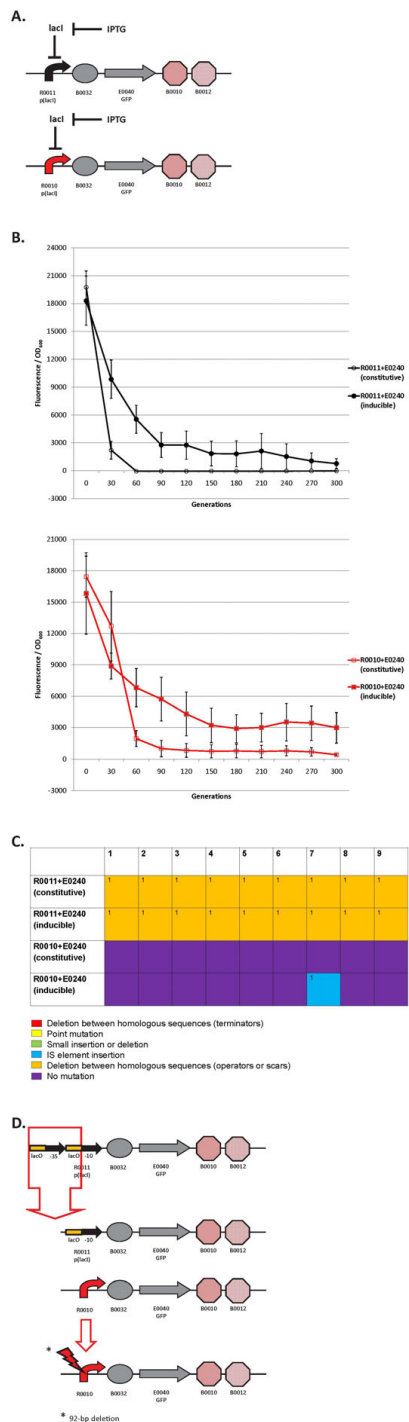 A.
lacI IPTG
R0011 p(lacI) B0032 E0040 GFP B0010 B0012
lacI IPTG
R0010 p(lacI) B0032 E0040 GFP B0010 B0012
B.
24000
21000
18000
15000
12000
9000
6000
3000
0
-3000
Fluorescence / OD600
0 30 60 90 120 150 180 210 240 270 300
Generations
R0011+E0240 (constitutive)
R0011+E0240 (inducible)
21000
18000
15000
12000
9000
6000
3000
0
-3000
Fluorescence / OD600
0 30 60 90 120 150 180 210 240 270 300
Generations
R0010+E0240 (constitutive)
R0010+E0240 (inducible)
C.
1 2 3 4 5 6 7 8 9
R0011+E0240 (constitutive) 1 1 1 1 1 1 1 1 1
R0011+E0240 (inducible) 1 1 1 1 1 1 1 1 1
R0010+E0240 (constitutive)
R0010+E0240 (inducible) 1
Deletion between homologous sequences (terminators)
Point mutation
Small insertion or deletion
IS element insertion
Deletion between homologous sequences (operators or scars)
No mutation
D.
lacO -35 lacO -10
R0011 p(lacI) B0032 E0040 GFP B0010 B0012
lacO -10
R0011 p(lacI) B0032 E0040 GFP B0010 B0012
R0010 B0032 E0040 GFP B0010 B0012
*
R0010 B0032 E0040 GFP B0010 B0012
* 92-bp deletion